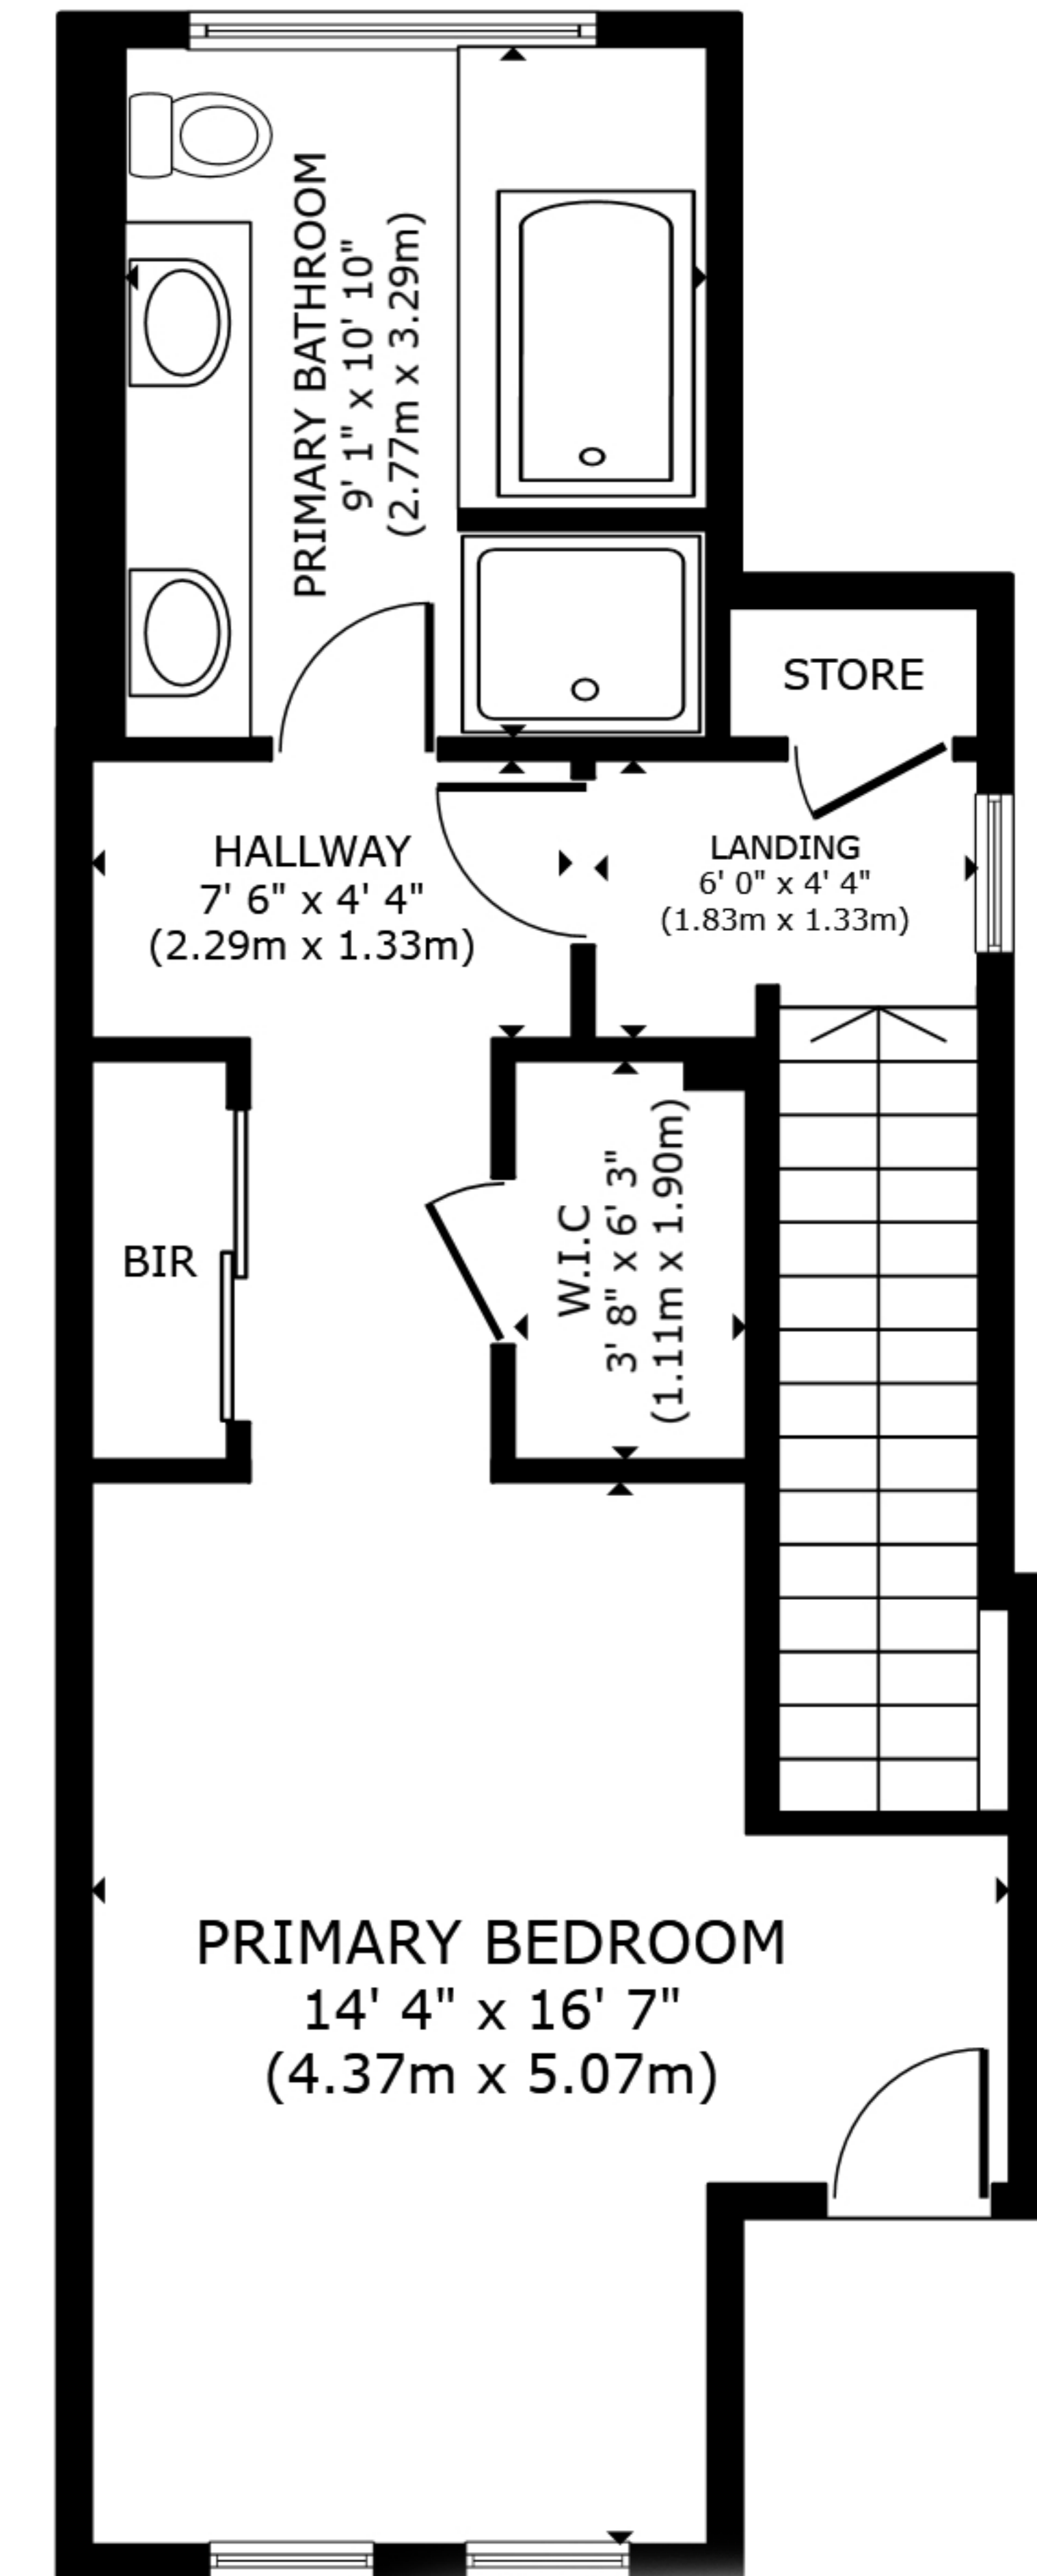 PRIMARY BATHROOM
9' 1" x 10' 10"
(2.77m x 3.29m)
STORE
HALLWAY
7' 6" x 4' 4"
(2.29m x 1.33m)
LANDING
6' 0" x 4' 4"
(1.83m x 1.33m)
BIR
W.I.C
3' 8" x 6' 3"
(1.11m x 1.90m)
PRIMARY BEDROOM
14' 4" x 16' 7"
(4.37m x 5.07m)